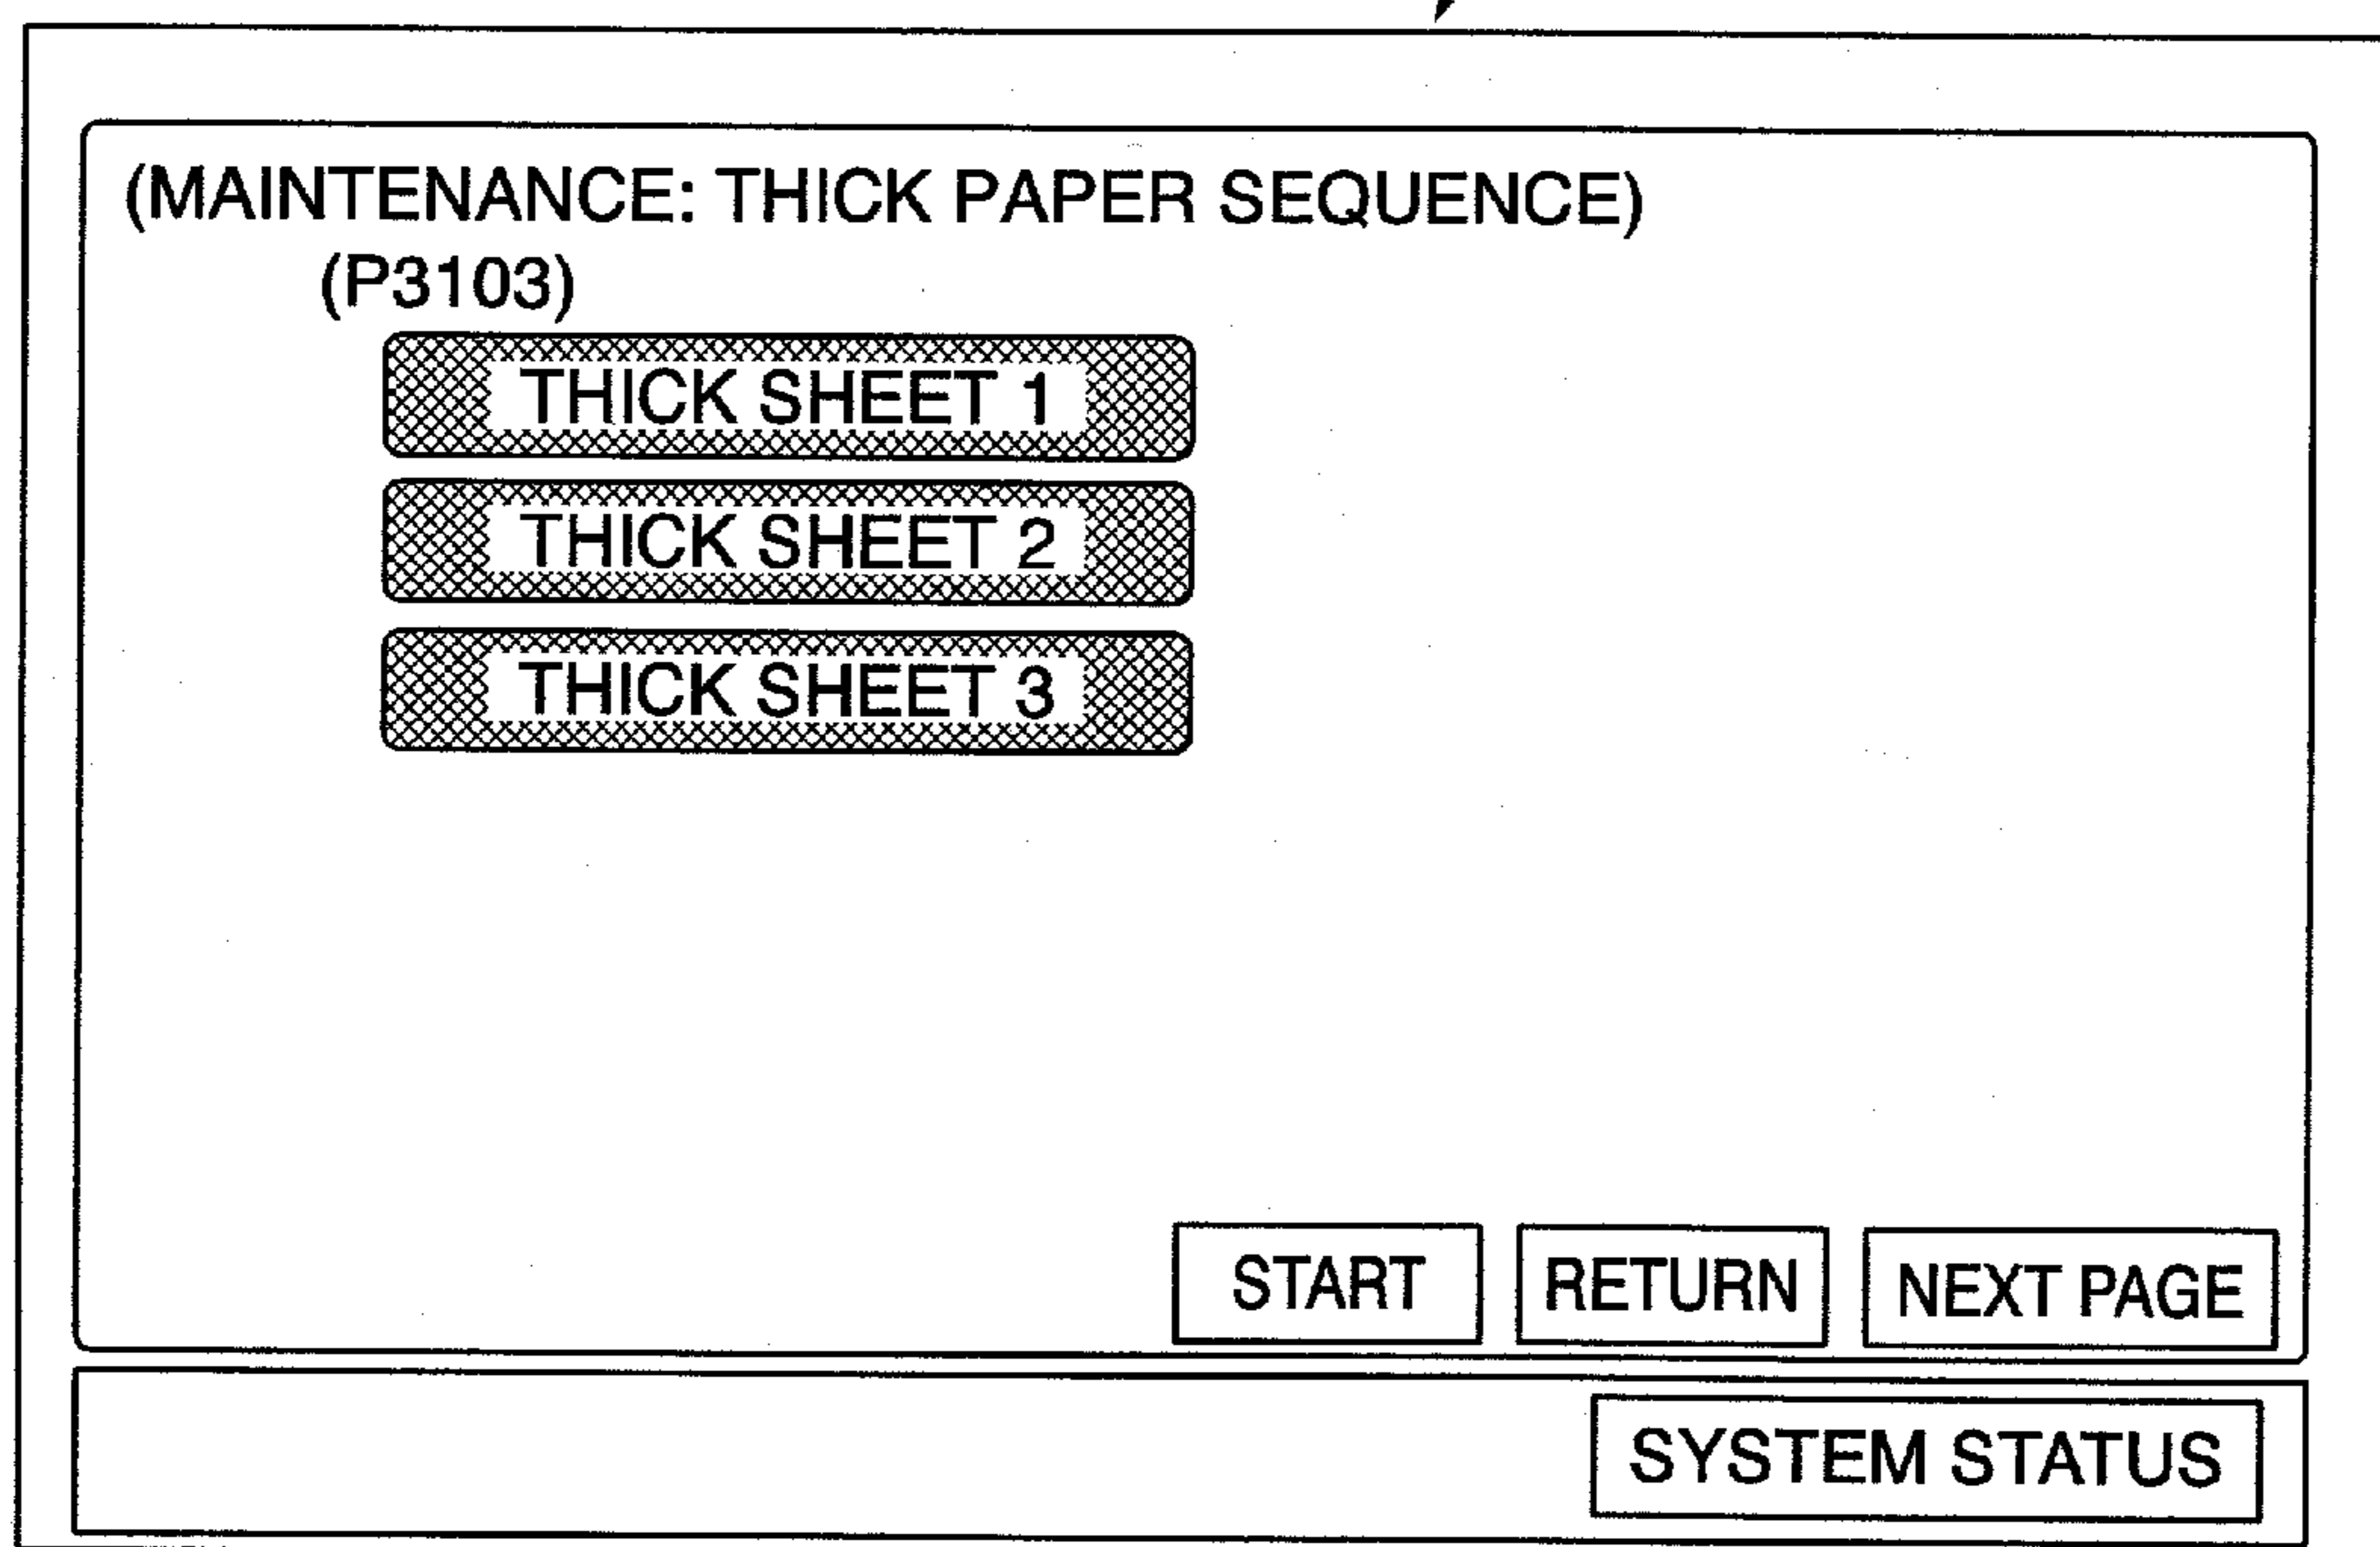 (MAINTENANCE: THICK PAPER SEQUENCE)
(P3103)
THICK SHEET 1
THICK SHEET 2
THICK SHEET 3
START RETURN NEXT PAGE
SYSTEM STATUS